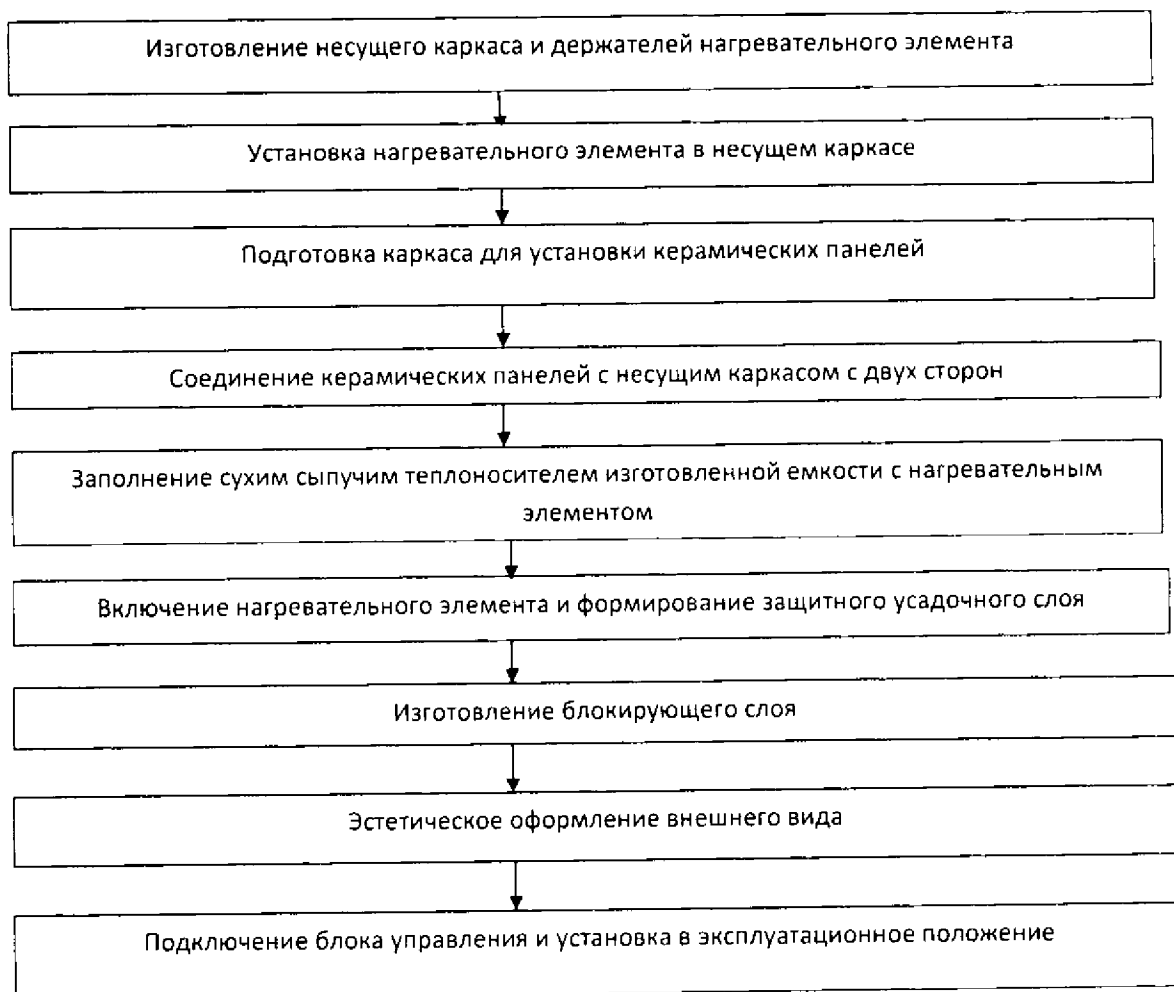 Изготовление несущего каркаса и держателей нагревательного элемента
Установка нагревательного элемента в несущем каркасе
Подготовка каркаса для установки керамических панелей
Соединение керамических панелей с несущим каркасом с двух сторон
Заполнение сухим сыпучим теплоносителем изготовленной емкости с нагревательным
элементом
Включение нагревательного элемента и формирование защитного усадочного слоя
Изготовление блокирующего слоя
Эстетическое оформление внешнего вида
Подключение блока управления и установка в эксплуатационное положение